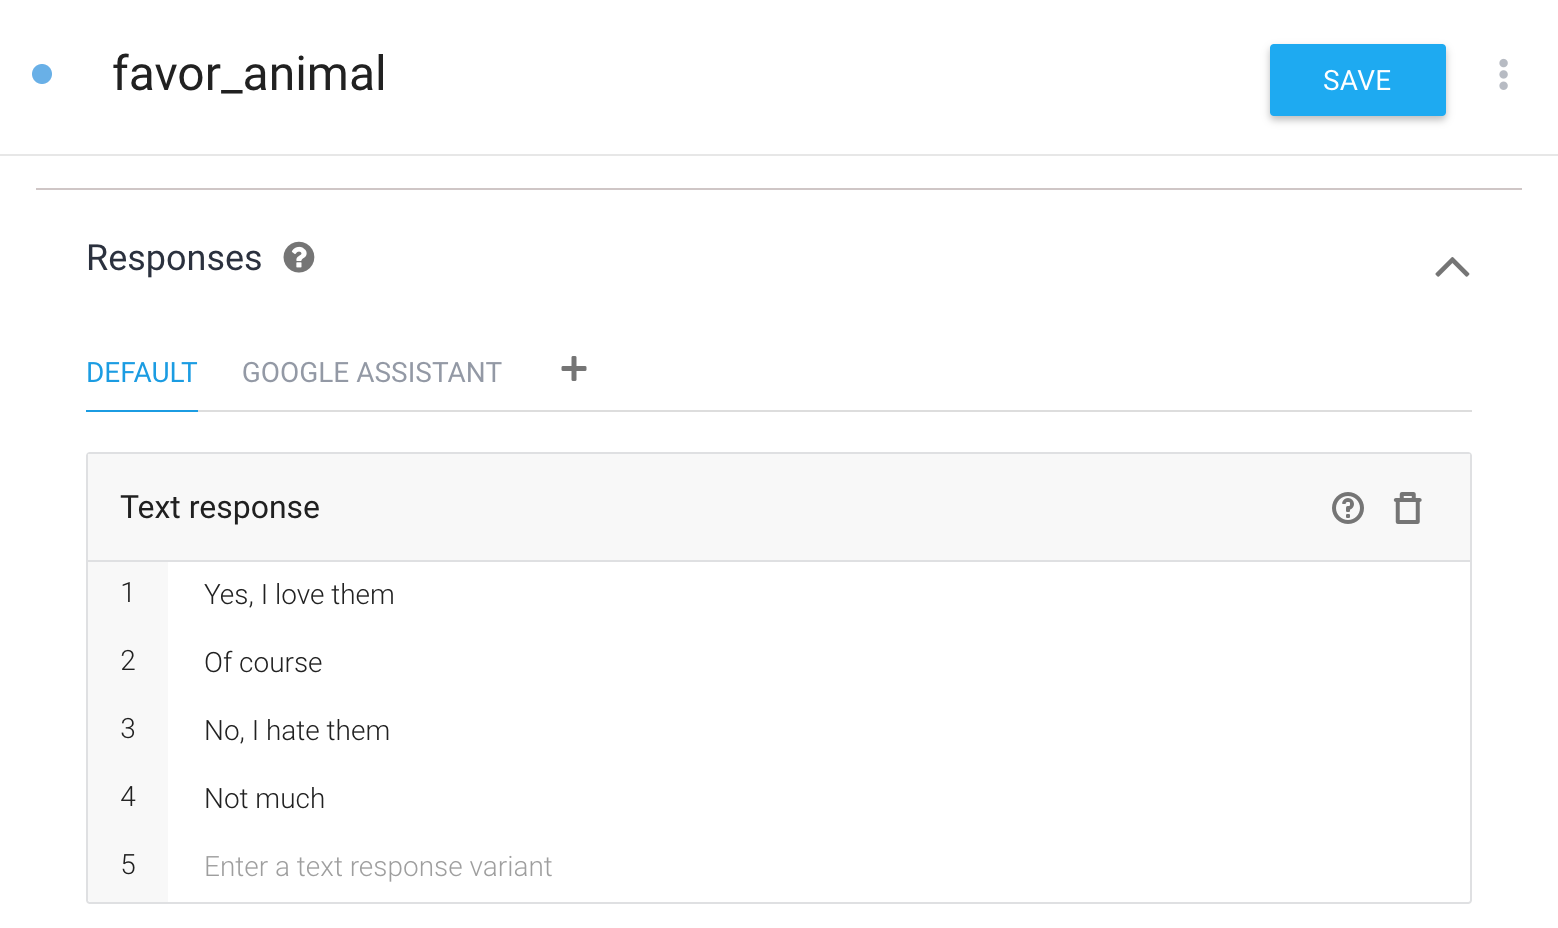 favor_animal
SAVE
Responses
DEFAULT GOOGLE ASSISTANT
Text response
1 Yes, I love them
2 Of course
3 No, I hate them
4 Not much
5 Enter a text response variant